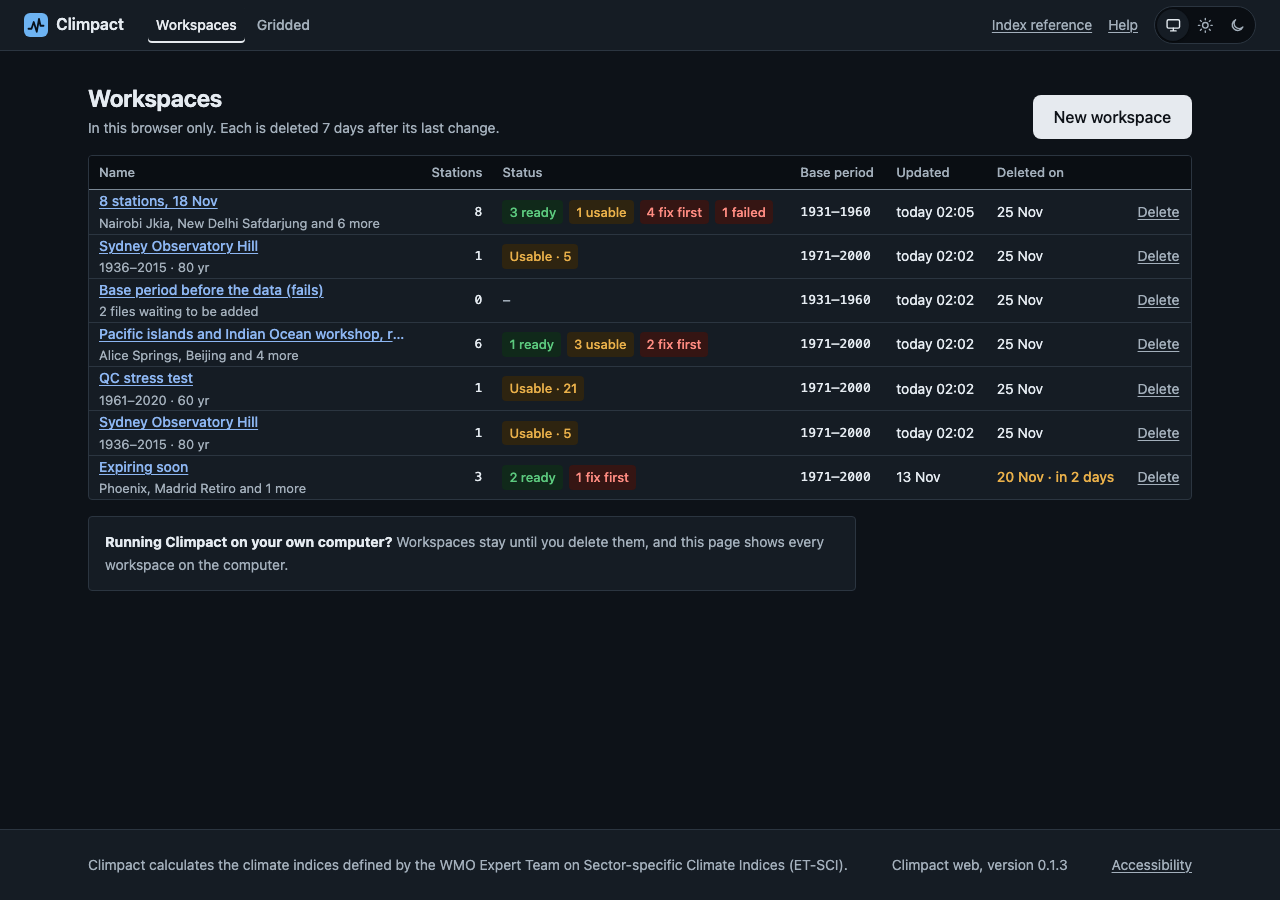 Climpact
Workspaces
Gridded
Index reference
Help
Workspaces
In this browser only. Each is deleted 7 days after its last change.
New workspace
Name Stations Status Base period Updated Deleted on
8 stations, 18 Nov
Nairobi Jkia, New Delhi Safdarjung and 6 more
8 3 ready 1 usable 4 fix first 1 failed 1931–1960 today 02:05 25 Nov Delete
Sydney Observatory Hill
1936–2015 · 80 yr
1 Usable · 5 1971–2000 today 02:02 25 Nov Delete
Base period before the data (fails)
2 files waiting to be added
0 – 1931–1960 today 02:02 25 Nov Delete
Pacific islands and Indian Ocean workshop, r…
Alice Springs, Beijing and 4 more
6 1 ready 3 usable 2 fix first 1971–2000 today 02:02 25 Nov Delete
QC stress test
1961–2020 · 60 yr
1 Usable · 21 1971–2000 today 02:02 25 Nov Delete
Sydney Observatory Hill
1936–2015 · 80 yr
1 Usable · 5 1971–2000 today 02:02 25 Nov Delete
Expiring soon
Phoenix, Madrid Retiro and 1 more
3 2 ready 1 fix first 1971–2000 13 Nov 20 Nov · in 2 days Delete
Running Climpact on your own computer? Workspaces stay until you delete them, and this page shows every
workspace on the computer.
Climpact calculates the climate indices defined by the WMO Expert Team on Sector-specific Climate Indices (ET-SCI).
Climpact web, version 0.1.3
Accessibility